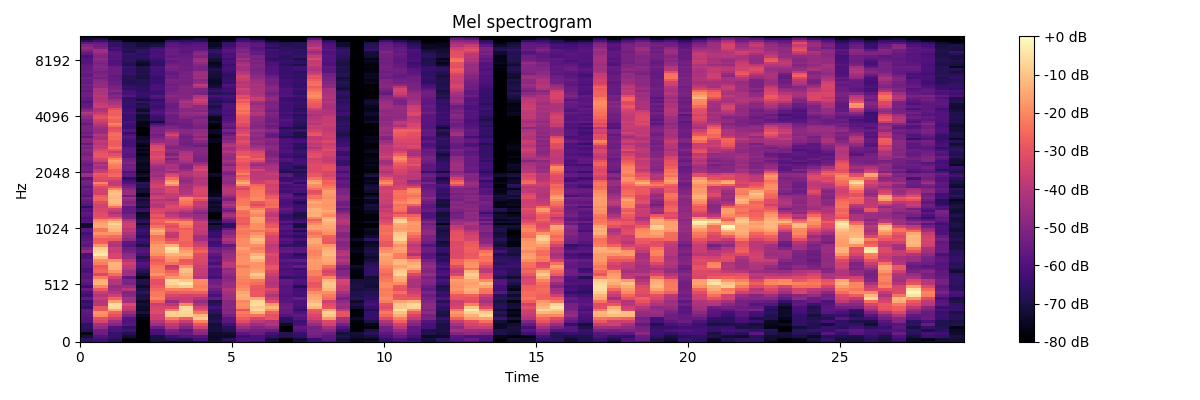 Mel spectrogram
+0 dB
8192
-10 dB
4096
-20 dB
-30 dB
2048
Hz
-40 dB
1024
-50 dB
512
-60 dB
-70 dB
0
-80 dB
0 5 10 15 20 25
Time